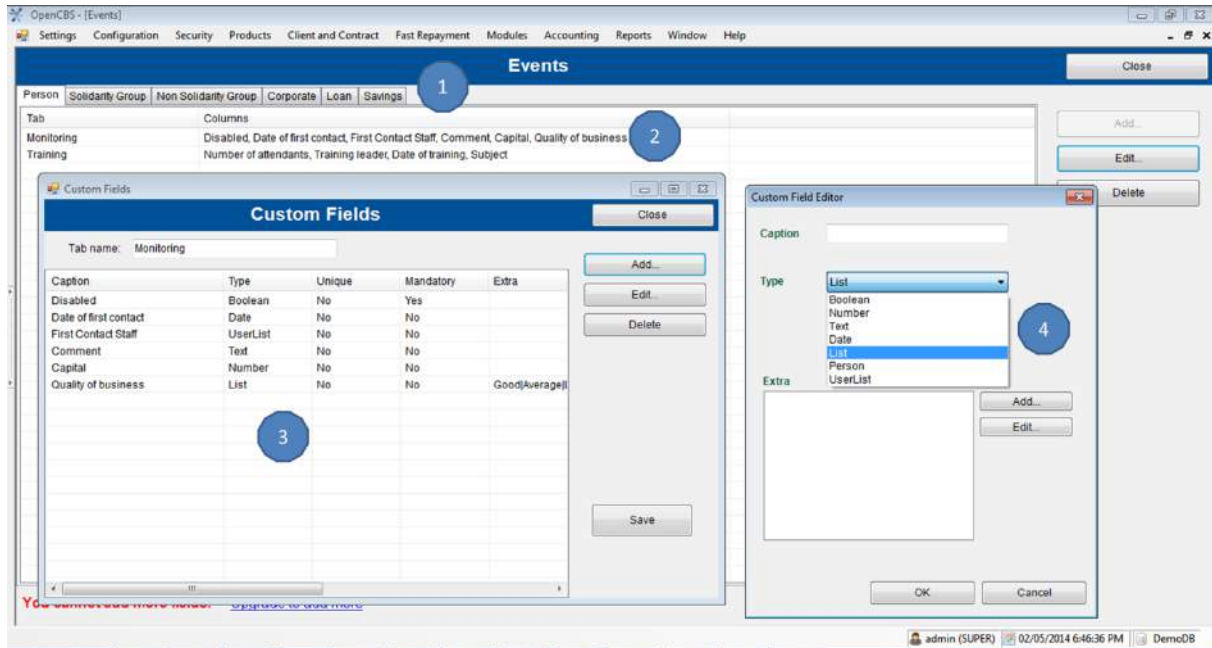 OpenCBS - [Events]
Settings Configuration Security Products Client and Contract Fast Repayment Modules Accounting Reports Window Help
Events
Close
Person Solidarity Group Non Solidarity Group Corporate Loan Savings
1
Tab Columns
Monitoring Disabled, Date of first contact, First Contact Staff, Comment, Capital, Quality of business
Training Number of attendants, Training leader, Date of training, Subject
2
Add...
Edit...
Delete
Custom Fields
Custom Fields
Close
Tab name: Monitoring
Caption Type Unique Mandatory Extra
Disabled Boolean No Yes
Date of first contact Date No No
First Contact Staff UserList No No
Comment Text No No
Capital Number No No
Quality of business List No No Good|Average|
3
Add...
Edit...
Delete
Save
Custom Field Editor
Caption
Type List
Boolean
Number
Text
Date
List
Person
UserList
4
Extra
Add...
Edit...
OK Cancel
You cannot add more fields. Upgrade to add more
admin (SUPER) 02/05/2014 6:46:36 PM DemoDB